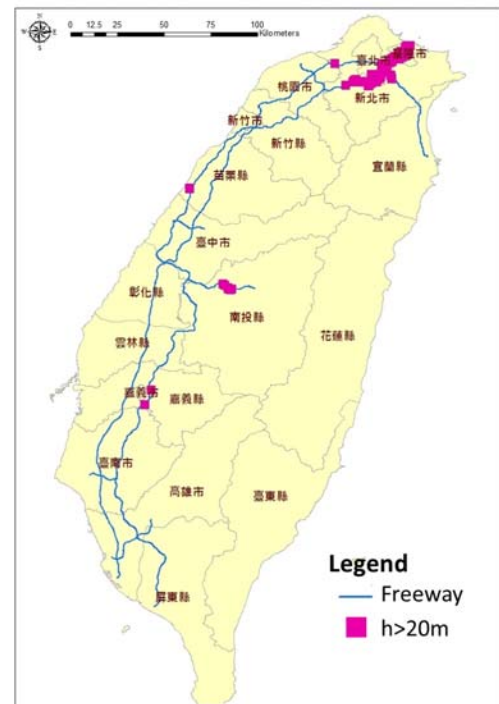 N
W
E
S
0 12.5 25 50 75 100
Kilometers
臺北市
基隆市
桃園市
新北市
新竹市
新竹縣
宜蘭縣
苗栗縣
臺中市
彰化縣
南投縣
花蓮縣
雲林縣
嘉義市
嘉義縣
臺南市
高雄市
臺東縣
屏東縣
Legend
Freeway
h>20m